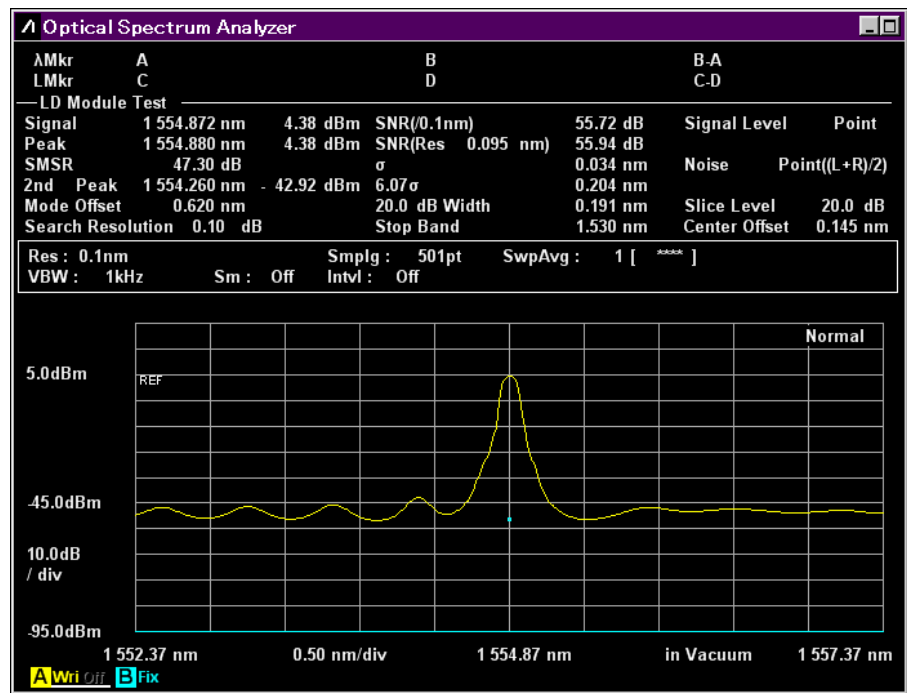 Optical Spectrum Analyzer
λMkr A B B-A
LMkr C D C-D
LD Module Test
Signal 1 554.872 nm 4.38 dBm SNR(/0.1nm) 55.72 dB Signal Level Point
Peak 1 554.880 nm 4.38 dBm SNR(Res 0.095 nm) 55.94 dB
SMSR 47.30 dB σ 0.034 nm Noise Point((L+R)/2)
2nd Peak 1 554.260 nm - 42.92 dBm 6.07σ 0.204 nm
Mode Offset 0.620 nm 20.0 dB Width 0.191 nm Slice Level 20.0 dB
Search Resolution 0.10 dB Stop Band 1.530 nm Center Offset 0.145 nm
Res : 0.1nm Smplg : 501pt SwpAvg : 1 [ **** ]
VBW : 1kHz Sm : Off Intvl : Off
Normal
5.0dBm
REF
-45.0dBm
10.0dB
/ div
-95.0dBm
1 552.37 nm 0.50 nm/div 1 554.87 nm in Vacuum 1 557.37 nm
A Wri Off B Fix